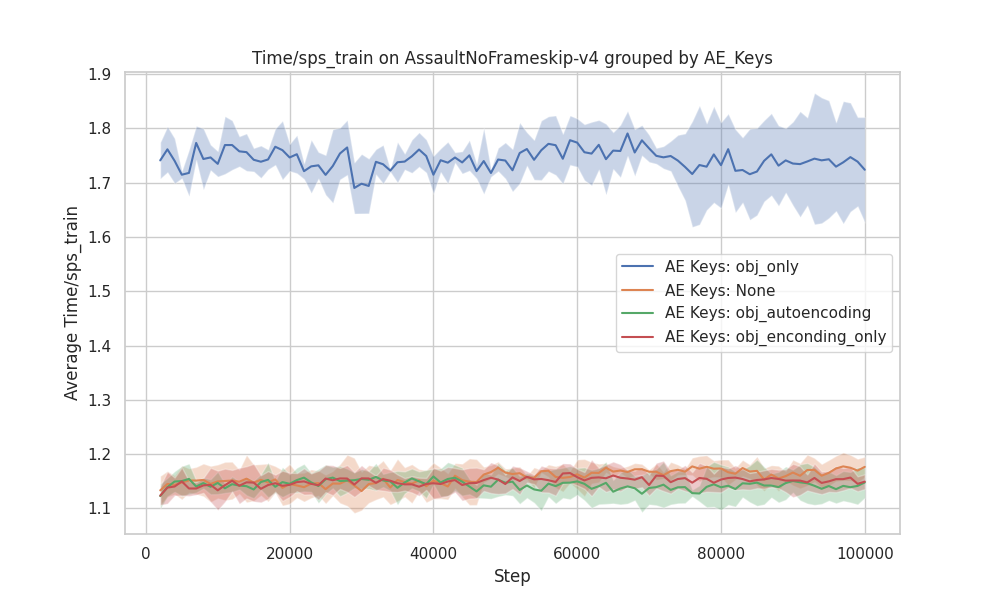 Time/sps_train on AssaultNoFrameskip-v4 grouped by AE_Keys
Average Time/sps_train
1.9
1.8
1.7
1.6
1.5
1.4
1.3
1.2
1.1
AE Keys: obj_only
AE Keys: None
AE Keys: obj_autoencoding
AE Keys: obj_enconding_only
0 20000 40000 60000 80000 100000
Step